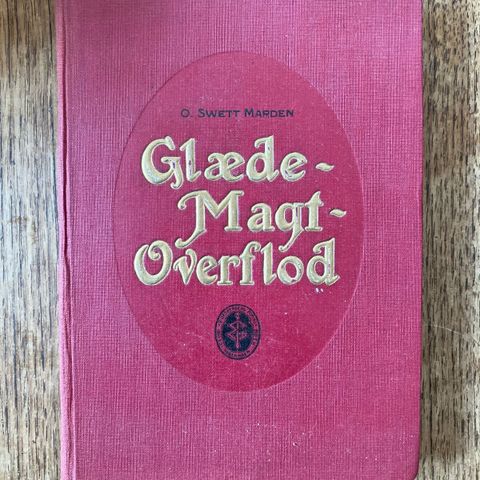 O. SWETT MARDEN
Glæde-
Magt-
Overflod